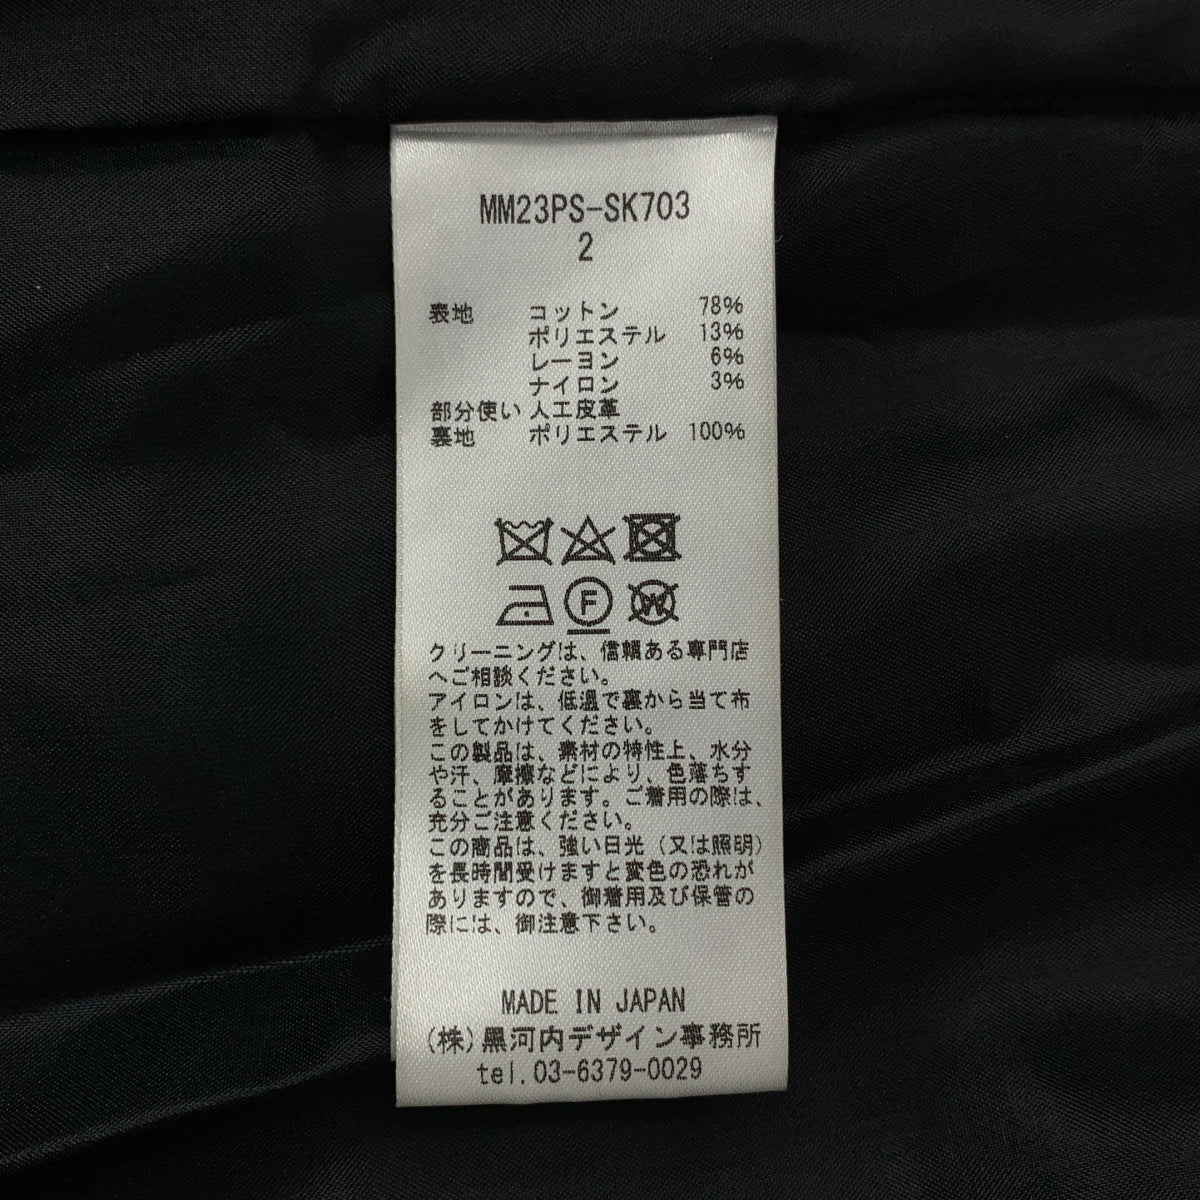 MM23PS-SK703
2
表地 コットン 78%
ポリエステル 13%
レーヨン 6%
ナイロン 3%
部分使い 人工皮革
裏地 ポリエステル 100%
F
W
クリーニングは、信頼ある専門店
へご相談ください。
アイロンは、低温で裏から当て布
をしてかけてください。
この製品は、素材の特性上、水分
や汗、摩擦などにより、色落ちす
ることがあります。ご着用の際は、
充分ご注意ください。
この商品は、強い日光(又は照明)
を長時間受けますと変色の恐れが
ありますので、御着用及び保管の
際には、御注意下さい。
MADE IN JAPAN
(株)黒河内デザイン事務所
tel.03-6379-0029